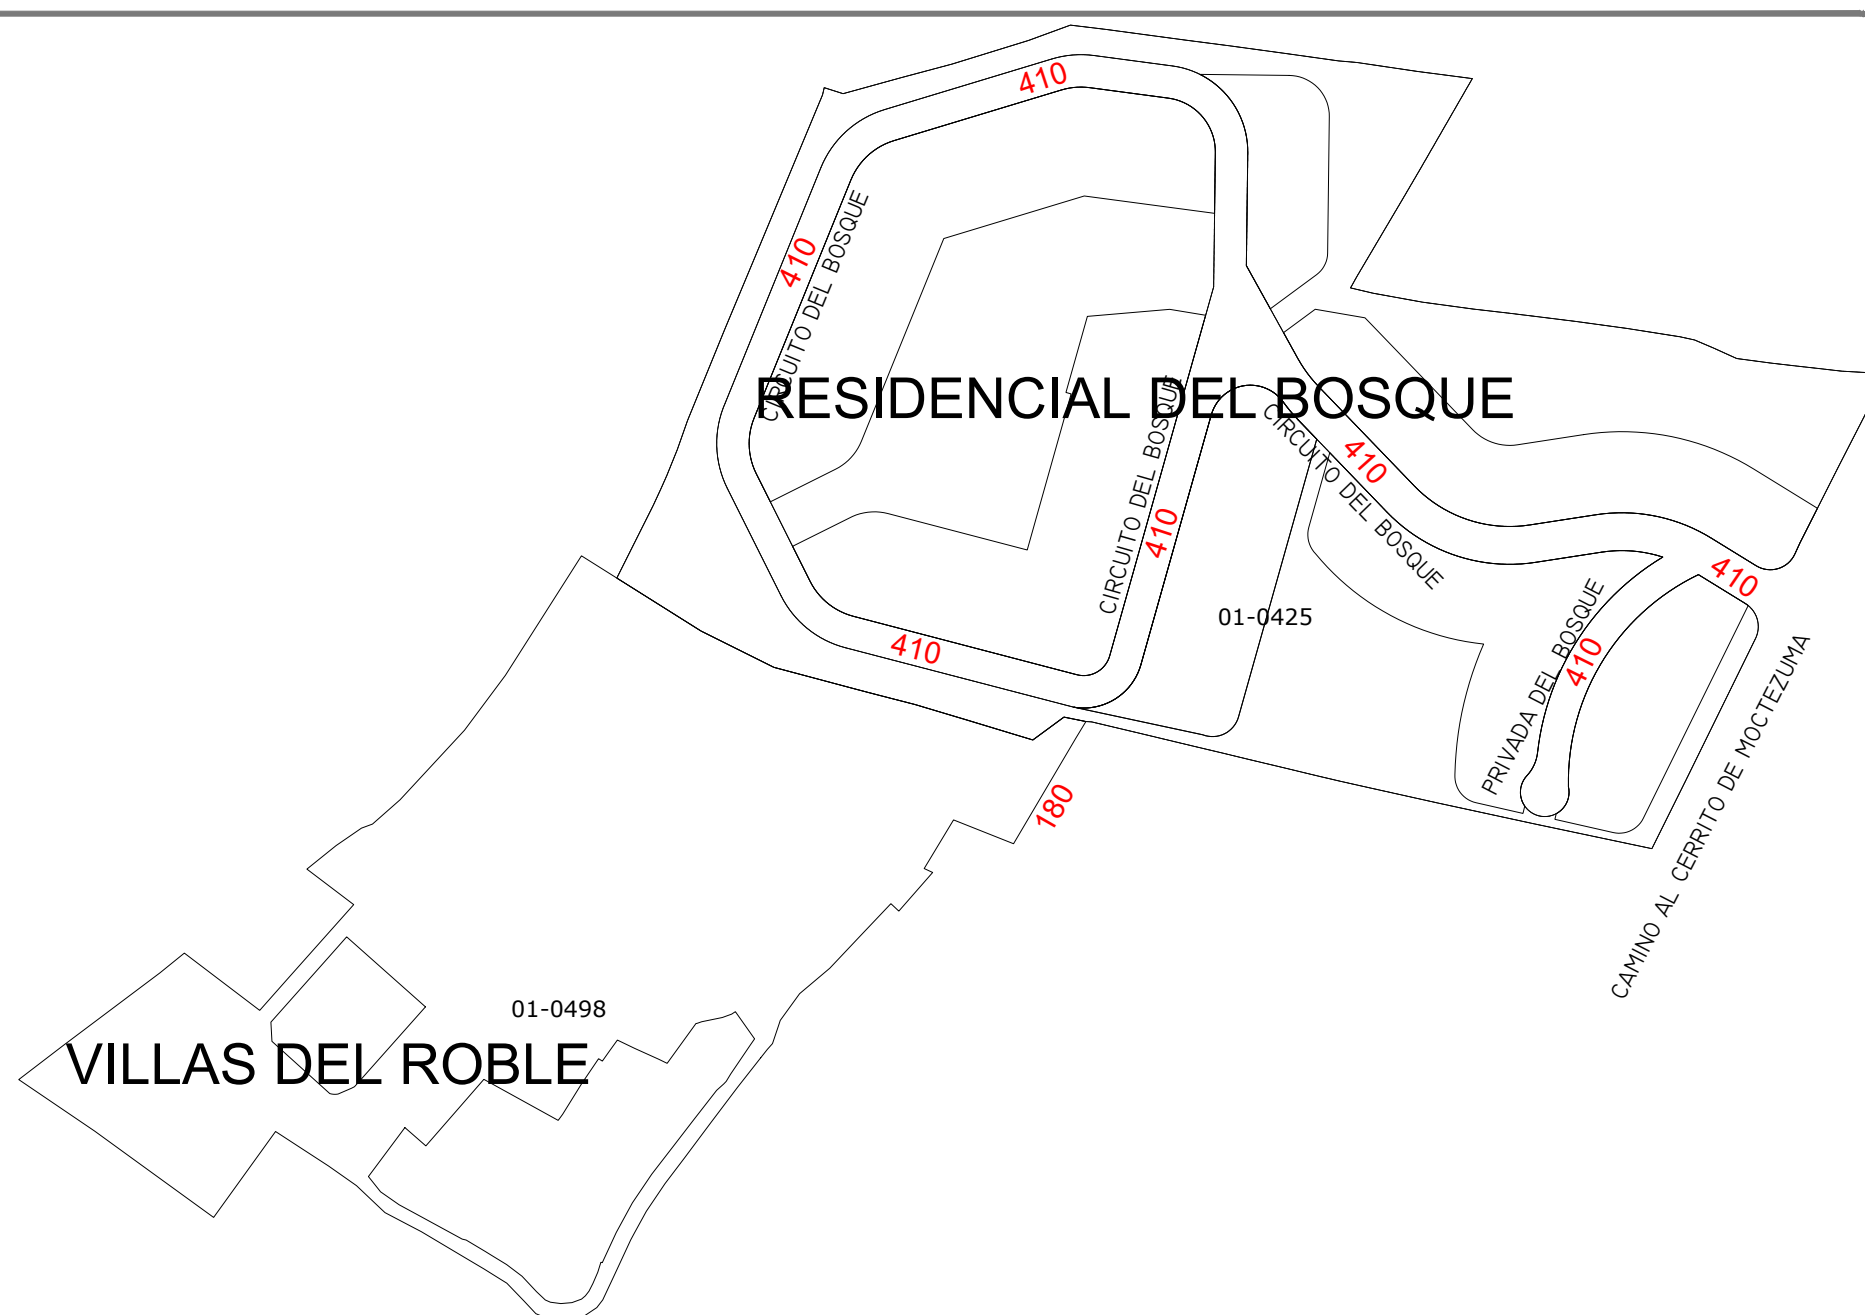 410
410
CIRCUITO DEL BOSQUE
RESIDENCIAL DEL BOSQUE
CIRCUITO DEL BOSQUE
410
CIRCUITO DEL BOSQUE
410
410
410
01-0425
410
PRIVADA DEL BOSQUE
CAMINO AL CERRITO DE MOCTEZUMA
180
01-0498
VILLAS DEL ROBLE